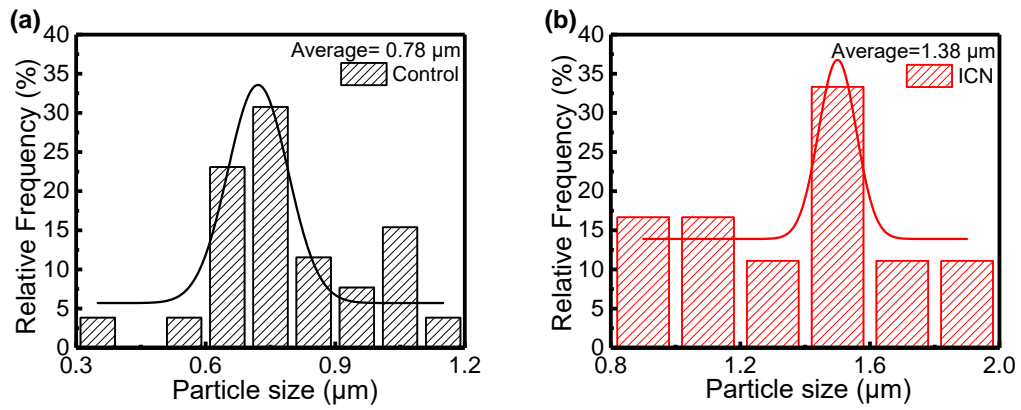 (a)
Average= 0.78 μm
Control
Relative Frequency (%)
40
35
30
25
20
15
10
5
0
0.3 0.6 0.9 1.2
Particle size (μm)
(b)
Average=1.38 μm
ICN
Relative Frequency (%)
40
35
30
25
20
15
10
5
0
0.8 1.2 1.6 2.0
Particle size (μm)